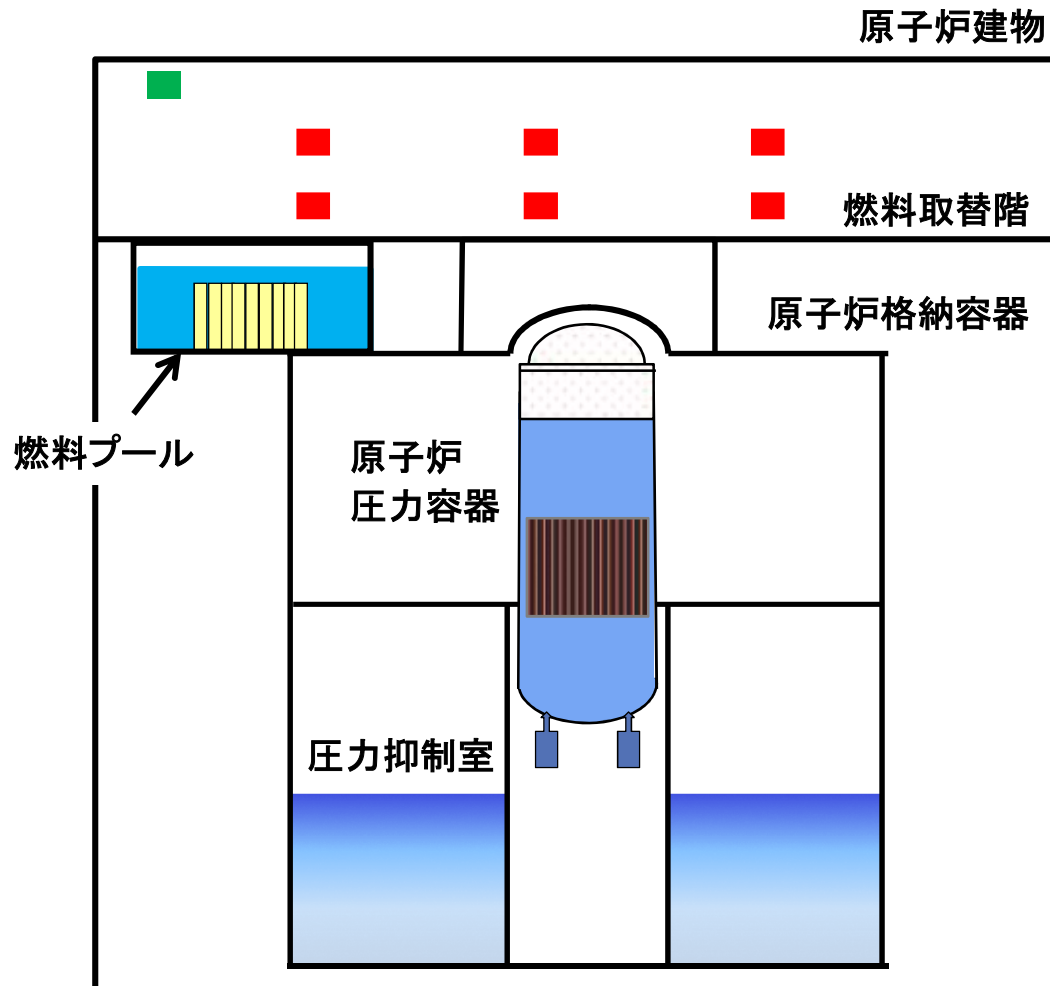 原子炉建物
燃料取替階
原子炉格納容器
燃料プール
原子炉
圧力容器
圧力抑制室